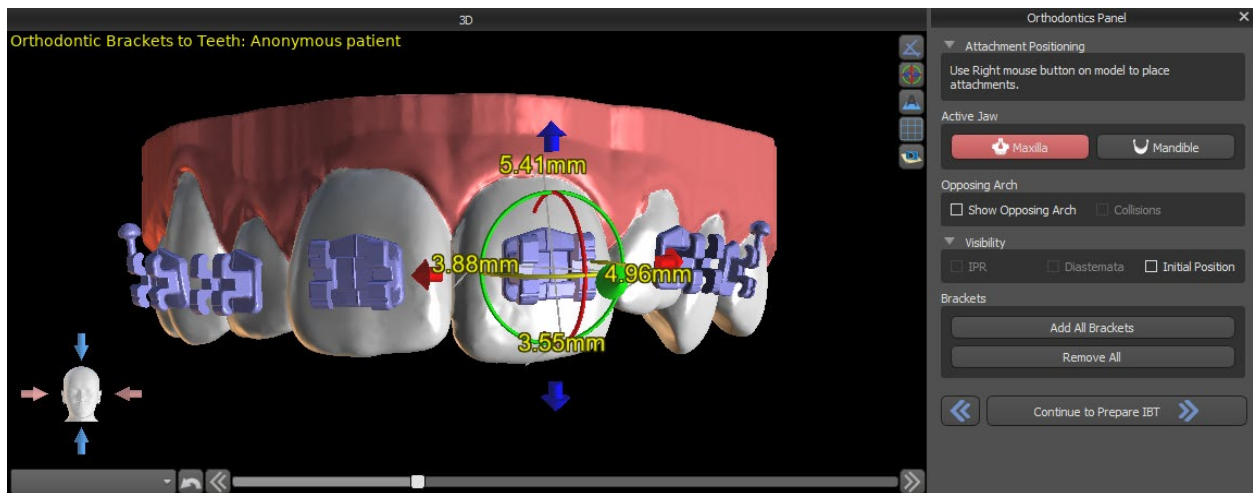 3D
Orthodontic Brackets to Teeth: Anonymous patient
5.41mm
3.88mm
4.96mm
3.55mm
Orthodontics Panel
Attachment Positioning
Use Right mouse button on model to place
attachments.
Active Jaw
Maxilla
Mandible
Opposing Arch
Show Opposing Arch
Collisions
Visibility
IPR
Diastemata
Initial Position
Brackets
Add All Brackets
Remove All
Continue to Prepare IBT